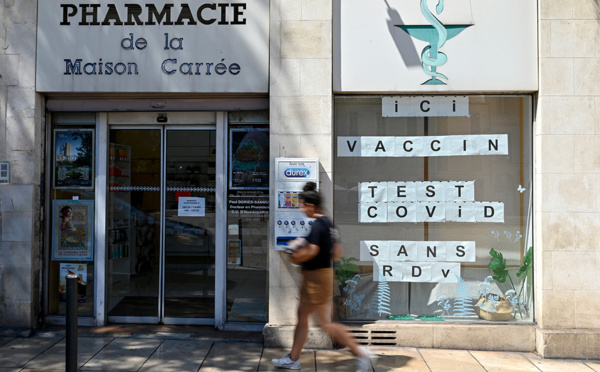 PHARMACIE
de la
Maison Carrée
ici
VACCIN
TEST
COViD
SANS
RDv
durex